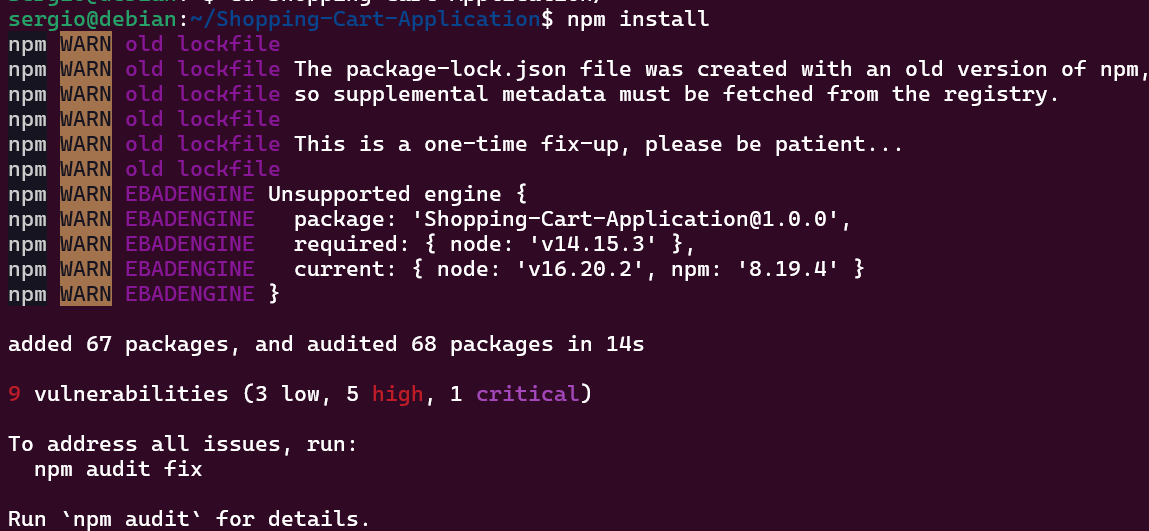 sergio@debian:~/Shopping-Cart-Application$ npm install
npm WARN old lockfile
npm WARN old lockfile The package-lock.json file was created with an old version of npm,
npm WARN old lockfile so supplemental metadata must be fetched from the registry.
npm WARN old lockfile
npm WARN old lockfile This is a one-time fix-up, please be patient...
npm WARN old lockfile
npm WARN EBADENGINE Unsupported engine {
npm WARN EBADENGINE   package: 'Shopping-Cart-Application@1.0.0',
npm WARN EBADENGINE   required: { node: 'v14.15.3' },
npm WARN EBADENGINE   current: { node: 'v16.20.2', npm: '8.19.4' }
npm WARN EBADENGINE }
added 67 packages, and audited 68 packages in 14s
9 vulnerabilities (3 low, 5 high, 1 critical)
To address all issues, run:
  npm audit fix
Run `npm audit` for details.